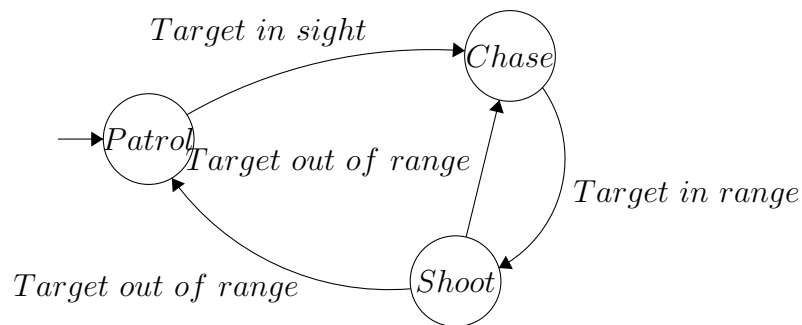 Target in sight
Chase
Patrol
Target out of range
Target in range
Shoot
Target out of range